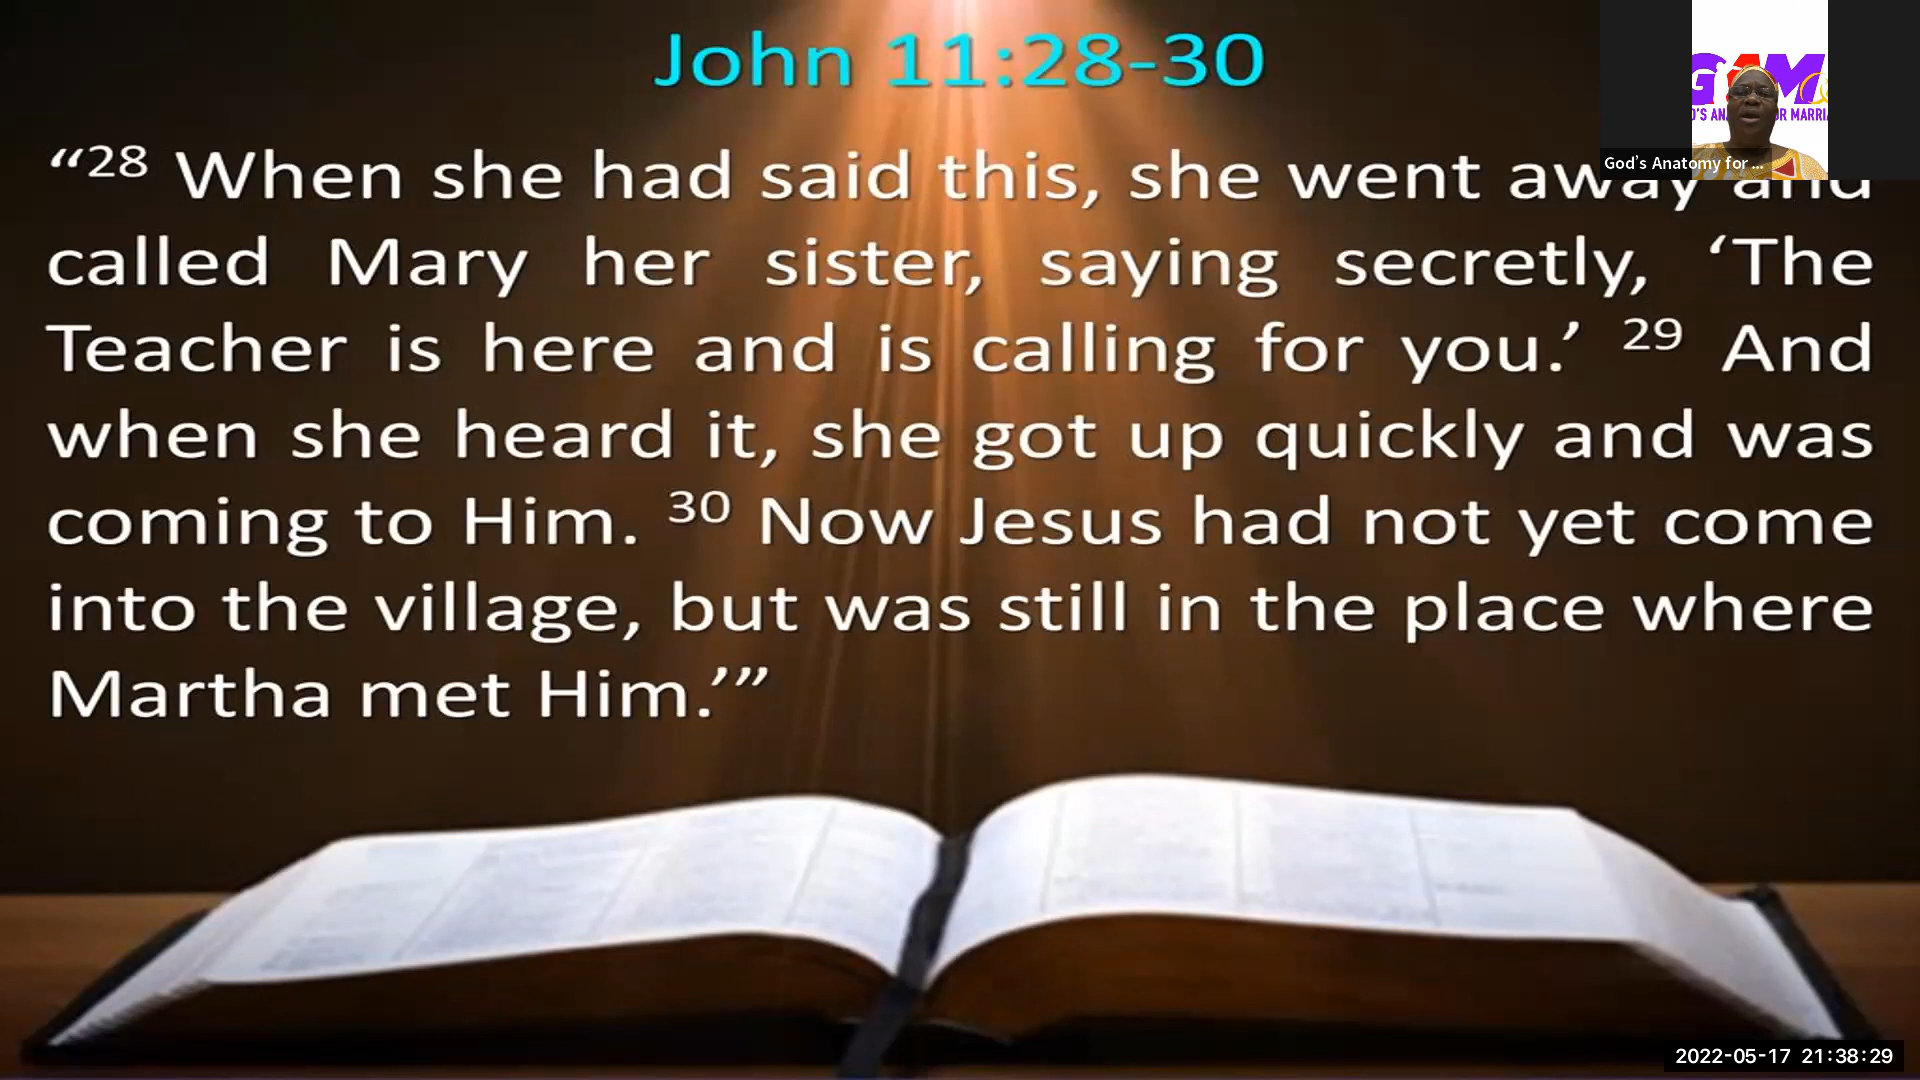 John 11:28-30
“28 When she had said this, she went away and
called Mary her sister, saying secretly, ‘The
Teacher is here and is calling for you.’ 29 And
when she heard it, she got up quickly and was
coming to Him. 30 Now Jesus had not yet come
into the village, but was still in the place where
Martha met Him.’”
God’s Anatomy for ...
2022-05-17 21:38:29